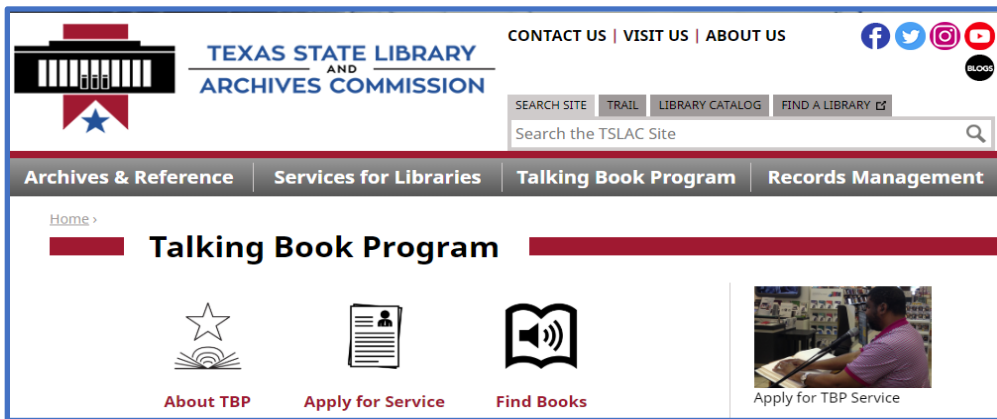 TEXAS STATE LIBRARY
AND
ARCHIVES COMMISSION
CONTACT US | VISIT US | ABOUT US
BLOGS
SEARCH SITE TRAIL LIBRARY CATALOG FIND A LIBRARY
Search the TSLAC Site
Archives & Reference Services for Libraries Talking Book Program Records Management
Home ›
Talking Book Program
About TBP Apply for Service Find Books
Apply for TBP Service